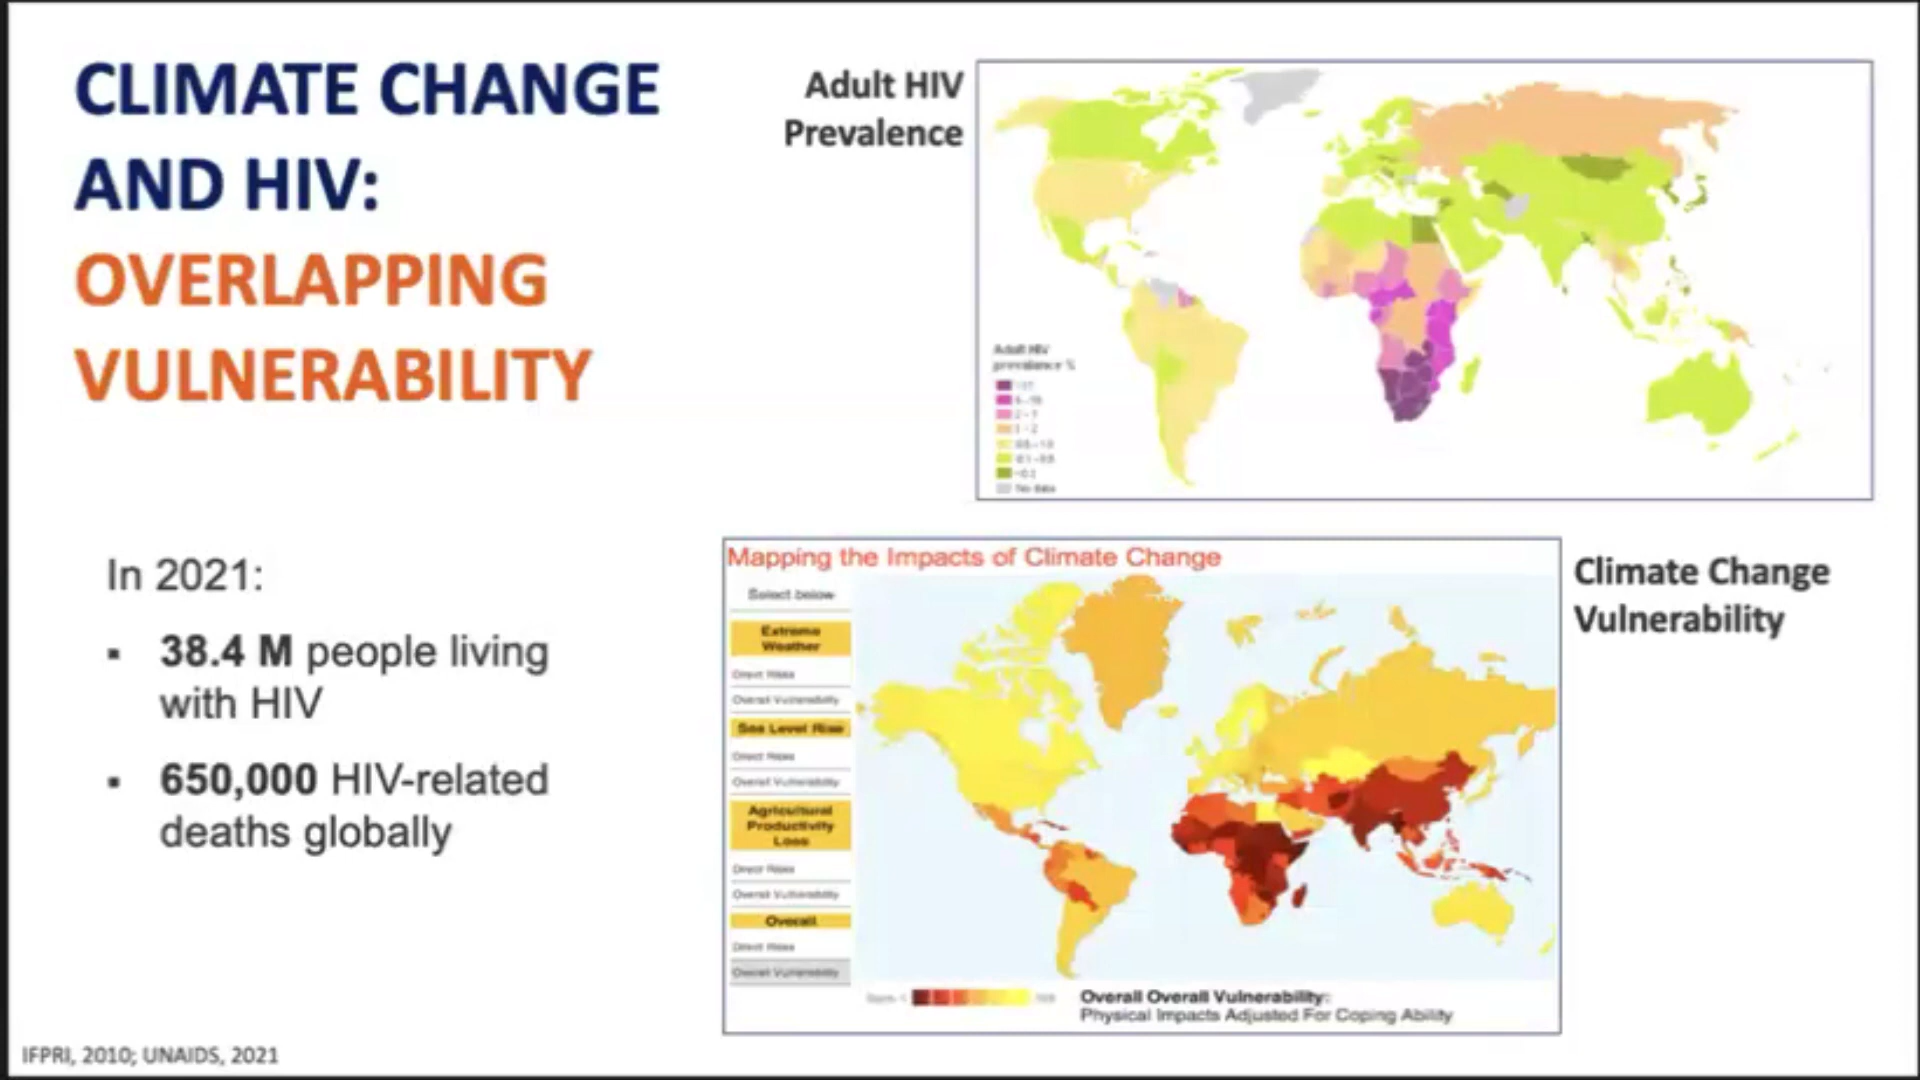 CLIMATE CHANGE
AND HIV:
OVERLAPPING
VULNERABILITY
Adult HIV
Prevalence
Adult HIV
prevalence %
2 - 7
1 - 2
No data
In 2021:
▪ 38.4 M people living
with HIV
▪ 650,000 HIV-related
deaths globally
Mapping the Impacts of Climate Change
Select below
Extreme
Weather
Direct Risks
Overall Vulnerability
Sea Level Rise
Direct Risks
Overall Vulnerability
Agricultural
Productivity
Loss
Direct Risks
Overall Vulnerability
Overall
Direct Risks
Overall Vulnerability
Overall Overall Vulnerability:
Physical Impacts Adjusted For Coping Ability
Climate Change
Vulnerability
IFPRI, 2010; UNAIDS, 2021